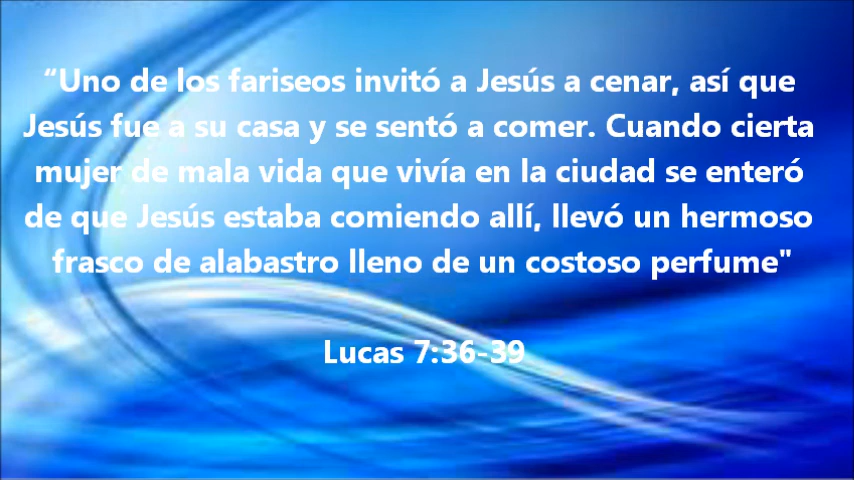 “Uno de los fariseos invitó a Jesús a cenar, así que
Jesús fue a su casa y se sentó a comer. Cuando cierta
mujer de mala vida que vivía en la ciudad se enteró
de que Jesús estaba comiendo allí, llevó un hermoso
frasco de alabastro lleno de un costoso perfume"
Lucas 7:36-39